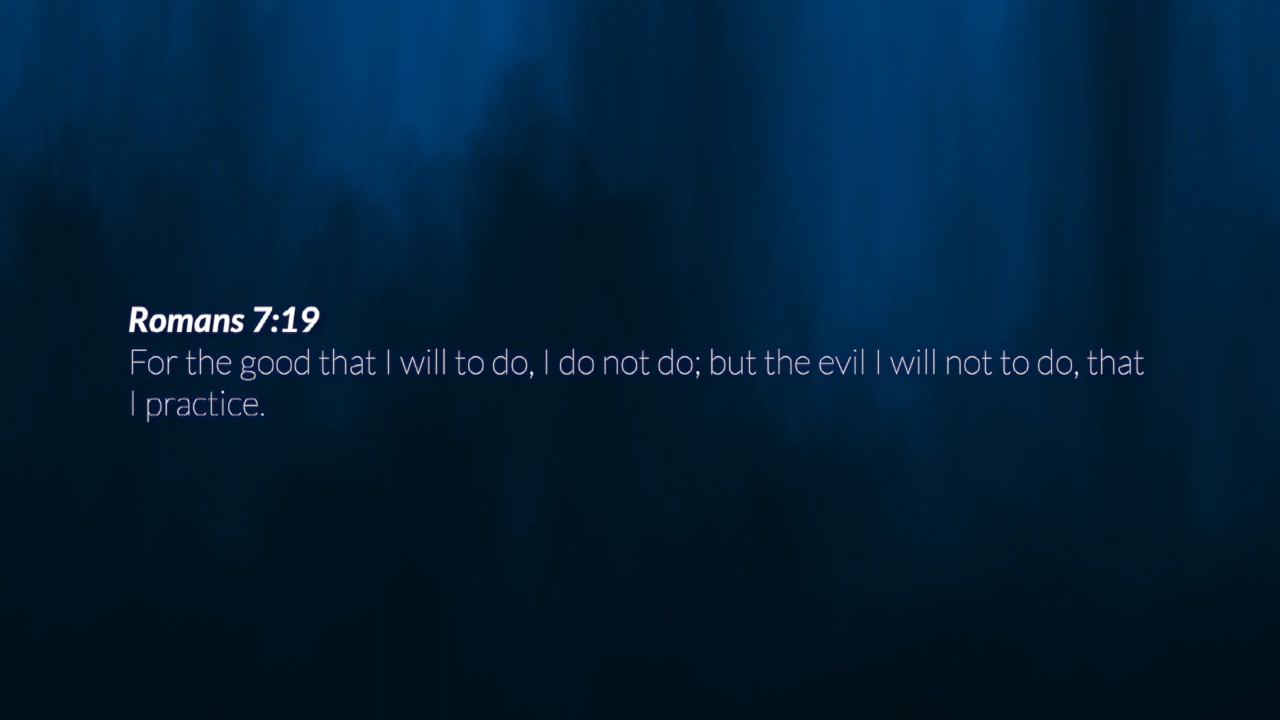 Romans 7:19
For the good that I will to do, I do not do; but the evil I will not to do, that
I practice.